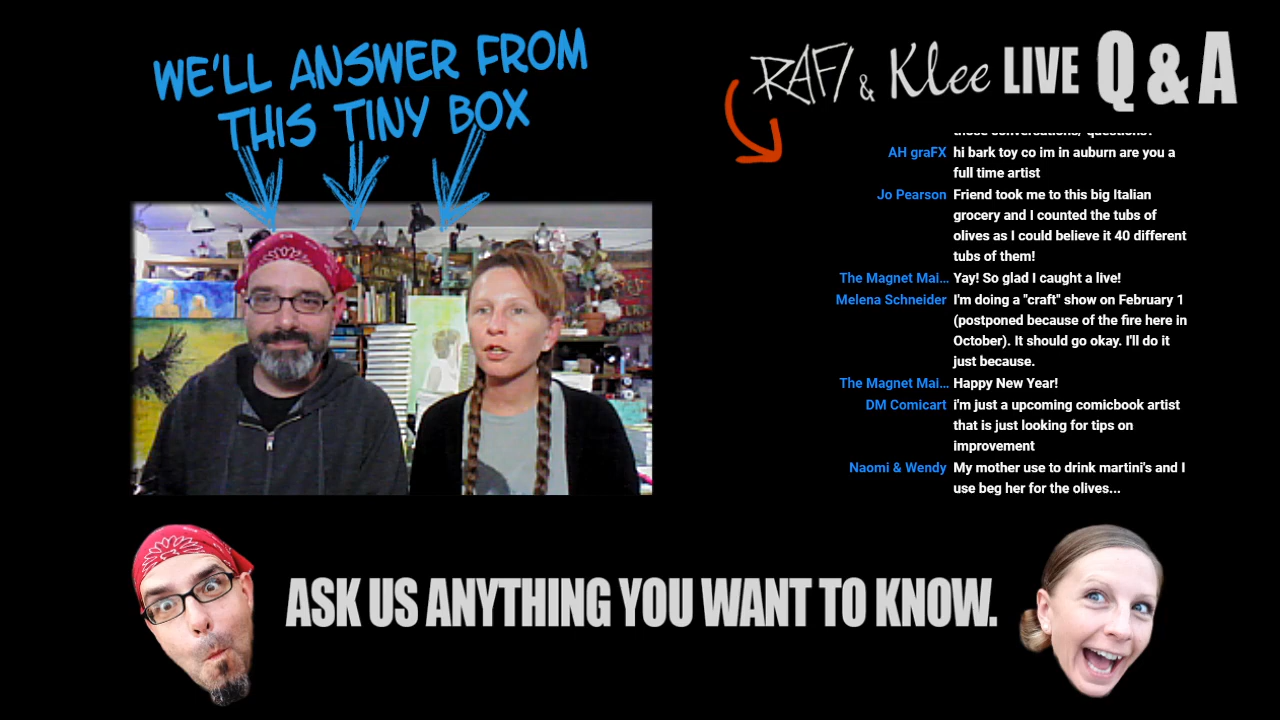 WE'LL ANSWER FROM
THIS TINY BOX
RAFI & Klee LIVE Q & A
those conversations/ questions?
AH graFX hi bark toy co im in auburn are you a
full time artist
Jo Pearson Friend took me to this big Italian
grocery and I counted the tubs of
olives as I could believe it 40 different
tubs of them!
The Magnet Mai... Yay! So glad I caught a live!
Melena Schneider I'm doing a "craft" show on February 1
(postponed because of the fire here in
October). It should go okay. I'll do it
just because.
The Magnet Mai... Happy New Year!
DM Comicart i'm just a upcoming comicbook artist
that is just looking for tips on
improvement
Naomi & Wendy My mother use to drink martini's and I
use beg her for the olives...
ASK US ANYTHING YOU WANT TO KNOW.